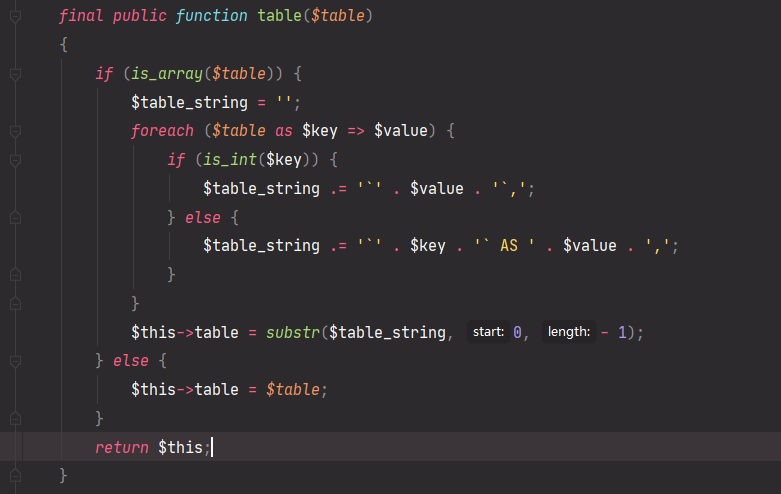 final public function table($table)
{
if (is_array($table)) {
$table_string = '';
foreach ($table as $key => $value) {
if (is_int($key)) {
$table_string .= '`' . $value . '`,';
} else {
$table_string .= '`' . $key . '` AS ' . $value . ',';
}
}
$this->table = substr($table_string, start: 0, length: - 1);
} else {
$this->table = $table;
}
return $this;
}